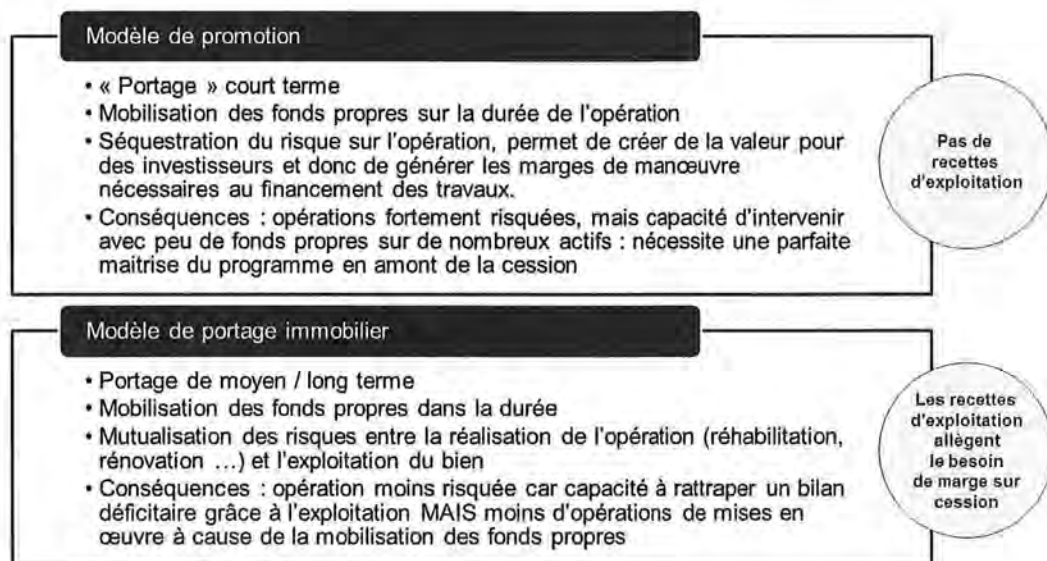 Modèle de promotion
• « Portage » court terme
• Mobilisation des fonds propres sur la durée de l'opération
• Séquestration du risque sur l'opération, permet de créer de la valeur pour
des investisseurs et donc de générer les marges de manœuvre
nécessaires au financement des travaux.
• Conséquences : opérations fortement risquées, mais capacité d'intervenir
avec peu de fonds propres sur de nombreux actifs : nécessite une parfaite
maitrise du programme en amont de la cession
Pas de
recettes
d'exploitation
Modèle de portage immobilier
• Portage de moyen / long terme
• Mobilisation des fonds propres dans la durée
• Mutualisation des risques entre la réalisation de l'opération (réhabilitation,
rénovation ...) et l'exploitation du bien
• Conséquences : opération moins risquée car capacité à rattraper un bilan
déficitaire grâce à l'exploitation MAIS moins d'opérations de mises en
œuvre à cause de la mobilisation des fonds propres
Les recettes
d'exploitation
allègent
le besoin
de marge sur
cession